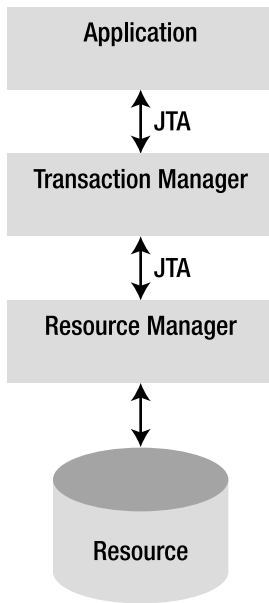 Application
JTA
Transaction Manager
JTA
Resource Manager
Resource